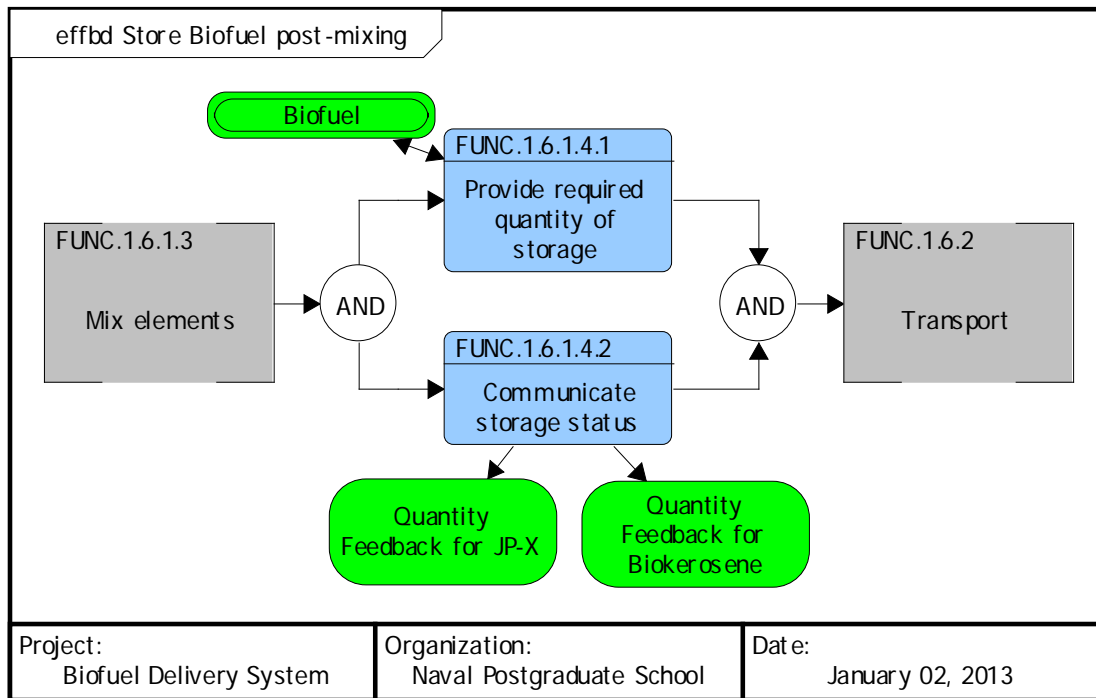 effbd Store Biofuel post-mixing
Biofuel
FUNC.1.6.1.4.1
Provide required
quantity of
storage
FUNC.1.6.1.3
Mix elements
AND
AND
FUNC.1.6.2
Transport
FUNC.1.6.1.4.2
Communicate
storage status
Quantity
Feedback for JP-X
Quantity
Feedback for
Biokerosene
Project:
Biofuel Delivery System
Organization:
Naval Postgraduate School
Date:
January 02, 2013